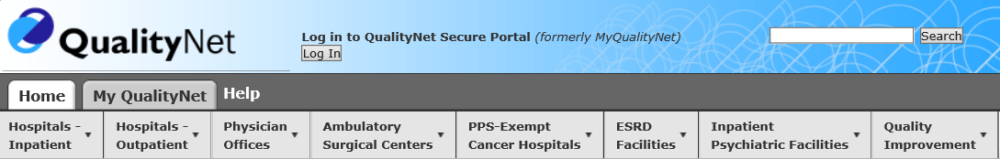 QualityNet
Log in to QualityNet Secure Portal (formerly MyQualityNet)
Log In
Search
Home
My QualityNet
Help
Hospitals -
Inpatient
Hospitals -
Outpatient
Physician
Offices
Ambulatory
Surgical Centers
PPS-Exempt
Cancer Hospitals
ESRD
Facilities
Inpatient
Psychiatric Facilities
Quality
Improvement